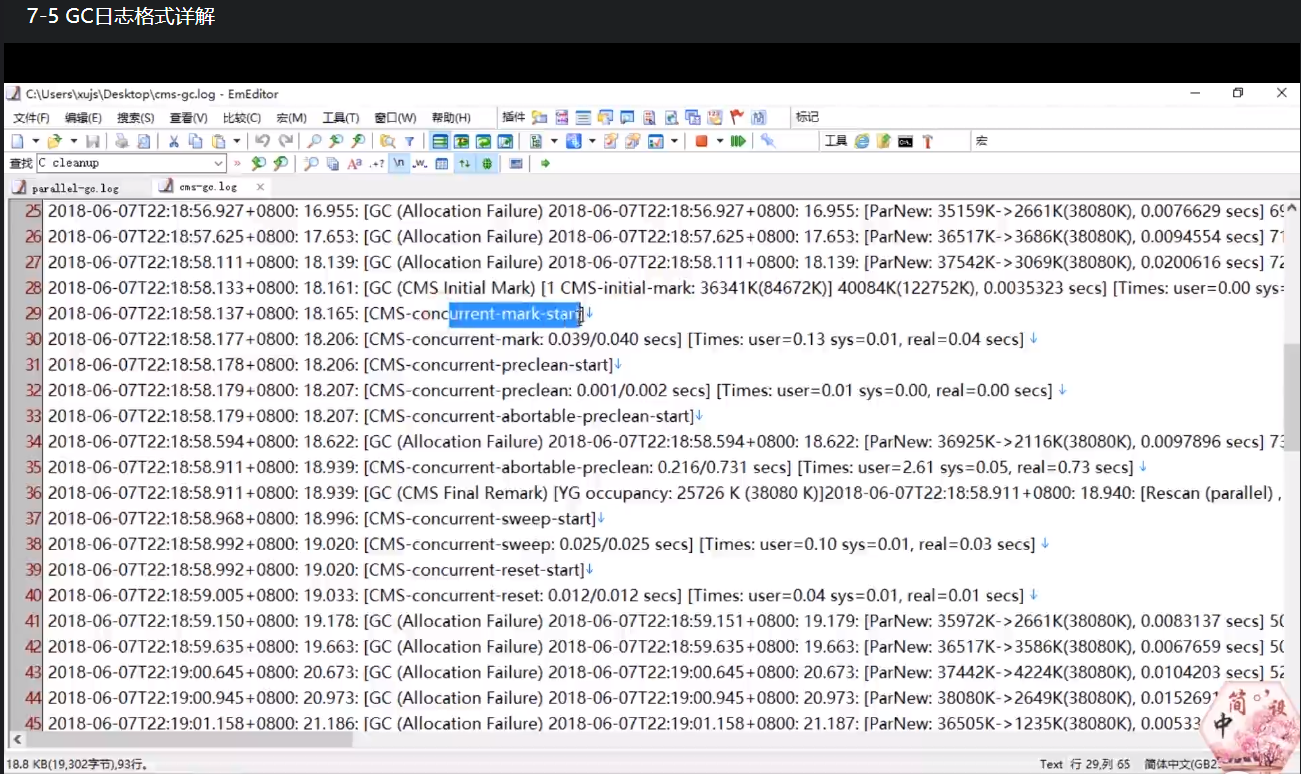 7-5 GC日志格式详解
C:\Users\xujs\Desktop\cms-gc.log - EmEditor
文件(F) 编辑(E) 搜索(S) 查看(V) 比较(C) 宏(M) 工具(T) 窗口(W) 帮助(H) 插件 标记
工具 宏
查找 C cleanup
parallel-gc.log cms-gc.log
25 2018-06-07T22:18:56.927+0800: 16.955: [GC (Allocation Failure) 2018-06-07T22:18:56.927+0800: 16.955: [ParNew: 35159K->2661K(38080K), 0.0076629 secs] 69
26 2018-06-07T22:18:57.625+0800: 17.653: [GC (Allocation Failure) 2018-06-07T22:18:57.625+0800: 17.653: [ParNew: 36517K->3686K(38080K), 0.0094554 secs] 71
27 2018-06-07T22:18:58.111+0800: 18.139: [GC (Allocation Failure) 2018-06-07T22:18:58.111+0800: 18.139: [ParNew: 37542K->3069K(38080K), 0.0200616 secs] 72
28 2018-06-07T22:18:58.133+0800: 18.161: [GC (CMS Initial Mark) [1 CMS-initial-mark: 36341K(84672K)] 40084K(122752K), 0.0035323 secs] [Times: user=0.00 sys=
29 2018-06-07T22:18:58.137+0800: 18.165: [CMS-concurrent-mark-start]↓
30 2018-06-07T22:18:58.177+0800: 18.206: [CMS-concurrent-mark: 0.039/0.040 secs] [Times: user=0.13 sys=0.01, real=0.04 secs] ↓
31 2018-06-07T22:18:58.178+0800: 18.206: [CMS-concurrent-preclean-start]↓
32 2018-06-07T22:18:58.179+0800: 18.207: [CMS-concurrent-preclean: 0.001/0.002 secs] [Times: user=0.01 sys=0.00, real=0.00 secs] ↓
33 2018-06-07T22:18:58.179+0800: 18.207: [CMS-concurrent-abortable-preclean-start]↓
34 2018-06-07T22:18:58.594+0800: 18.622: [GC (Allocation Failure) 2018-06-07T22:18:58.594+0800: 18.622: [ParNew: 36925K->2116K(38080K), 0.0097896 secs] 73
35 2018-06-07T22:18:58.911+0800: 18.939: [CMS-concurrent-abortable-preclean: 0.216/0.731 secs] [Times: user=2.61 sys=0.05, real=0.73 secs] ↓
36 2018-06-07T22:18:58.911+0800: 18.939: [GC (CMS Final Remark) [YG occupancy: 25726 K (38080 K)]2018-06-07T22:18:58.911+0800: 18.940: [Rescan (parallel) ,
37 2018-06-07T22:18:58.968+0800: 18.996: [CMS-concurrent-sweep-start]↓
38 2018-06-07T22:18:58.992+0800: 19.020: [CMS-concurrent-sweep: 0.025/0.025 secs] [Times: user=0.10 sys=0.01, real=0.03 secs] ↓
39 2018-06-07T22:18:58.992+0800: 19.020: [CMS-concurrent-reset-start]↓
40 2018-06-07T22:18:59.005+0800: 19.033: [CMS-concurrent-reset: 0.012/0.012 secs] [Times: user=0.04 sys=0.01, real=0.01 secs] ↓
41 2018-06-07T22:18:59.150+0800: 19.178: [GC (Allocation Failure) 2018-06-07T22:18:59.151+0800: 19.179: [ParNew: 35972K->2661K(38080K), 0.0083137 secs] 50
42 2018-06-07T22:18:59.635+0800: 19.663: [GC (Allocation Failure) 2018-06-07T22:18:59.635+0800: 19.663: [ParNew: 36517K->3586K(38080K), 0.0067659 secs] 50
43 2018-06-07T22:19:00.645+0800: 20.673: [GC (Allocation Failure) 2018-06-07T22:19:00.645+0800: 20.673: [ParNew: 37442K->4224K(38080K), 0.0104203 secs] 52
44 2018-06-07T22:19:00.945+0800: 20.973: [GC (Allocation Failure) 2018-06-07T22:19:00.945+0800: 20.973: [ParNew: 38080K->2649K(38080K), 0.015269
45 2018-06-07T22:19:01.158+0800: 21.186: [GC (Allocation Failure) 2018-06-07T22:19:01.158+0800: 21.187: [ParNew: 36505K->1235K(38080K), 0.00533
中 简 设
18.8 KB(19,302字节),93行。 Text 行 29,列 65 简体中文(GB2